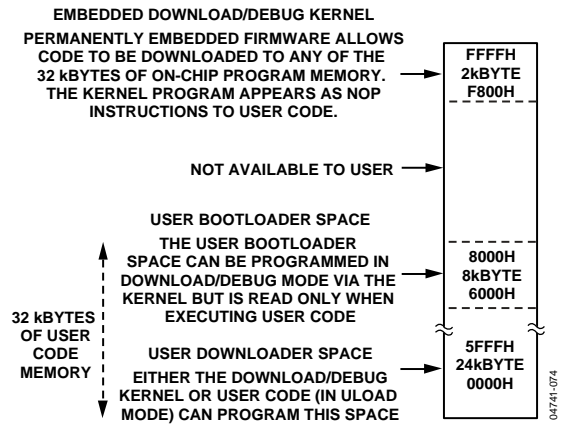 EMBEDDED DOWNLOAD/DEBUG KERNEL
PERMANENTLY EMBEDDED FIRMWARE ALLOWS
CODE TO BE DOWNLOADED TO ANY OF THE
32 kBYTES OF ON-CHIP PROGRAM MEMORY.
THE KERNEL PROGRAM APPEARS AS NOP
INSTRUCTIONS TO USER CODE.
FFFFH
2kBYTE
F800H
NOT AVAILABLE TO USER
USER BOOTLOADER SPACE
THE USER BOOTLOADER
SPACE CAN BE PROGRAMMED IN
DOWNLOAD/DEBUG MODE VIA THE
KERNEL BUT IS READ ONLY WHEN
EXECUTING USER CODE
8000H
8kBYTE
6000H
32 kBYTES
OF USER
CODE
MEMORY
USER DOWNLOADER SPACE
EITHER THE DOWNLOAD/DEBUG
KERNEL OR USER CODE (IN ULOAD
MODE) CAN PROGRAM THIS SPACE
5FFFH
24kBYTE
0000H
04741-074